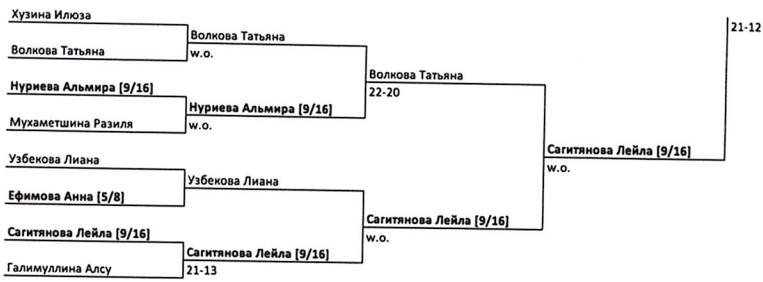 Хузина Илюза
Волкова Татьяна
Волкова Татьяна
w.o.
Нуриева Альмира [9/16]
Нуриева Альмира [9/16]
Мухаметшина Разиля
w.o.
Волкова Татьяна
22-20
Узбекова Лиана
Узбекова Лиана
Ефимова Анна [5/8]
Сагитянова Лейла [9/16]
Сагитянова Лейла [9/16]
Галимуллина Алсу
21-13
Сагитянова Лейла [9/16]
w.o.
Сагитянова Лейла [9/16]
w.o.
21-12